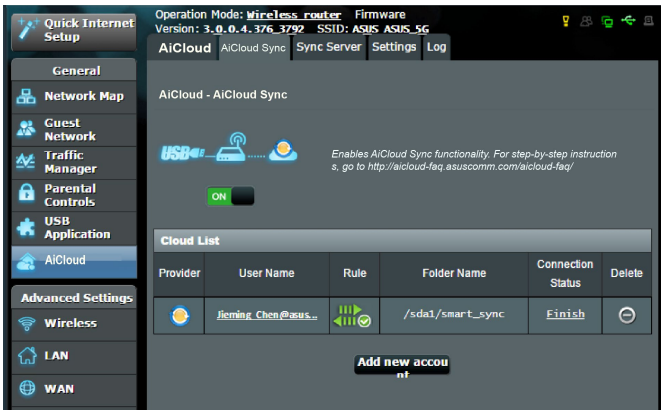 Quick Internet
Setup
General
Network Map
Guest
Network
Traffic
Manager
Parental
Controls
USB
Application
AiCloud
Advanced Settings
Wireless
LAN
WAN
Operation Mode: Wireless router Firmware
Version: 3.0.0.4.376_3792 SSID: ASUS ASUS_5G
AiCloud AiCloud Sync Sync Server Settings Log
AiCloud - AiCloud Sync
USB
Enables AiCloud Sync functionality. For step-by-step instruction
s, go to http://aicloud-faq.asuscomm.com/aicloud-faq/
ON
Cloud List
Provider User Name Rule Folder Name Connection Status Delete
Jieming_Chen@asus... /sda1/smart_sync Finish
Add new accou
nt